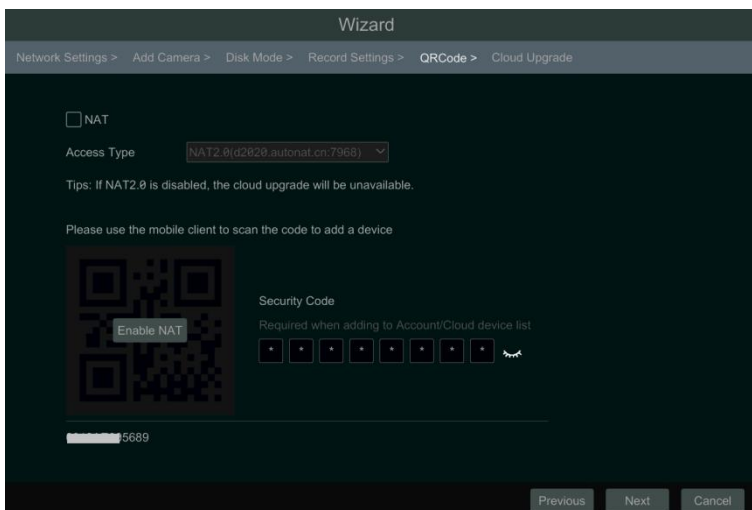 Wizard
Network Settings > Add Camera > Disk Mode > Record Settings > QRCode > Cloud Upgrade
NAT
Access Type NAT2.0(d2020.autonat.cn:7968)
Tips: If NAT2.0 is disabled, the cloud upgrade will be unavailable.
Please use the mobile client to scan the code to add a device
Security Code
Enable NAT
Required when adding to Account/Cloud device list
* * * * * * * *
5689
Previous Next Cancel